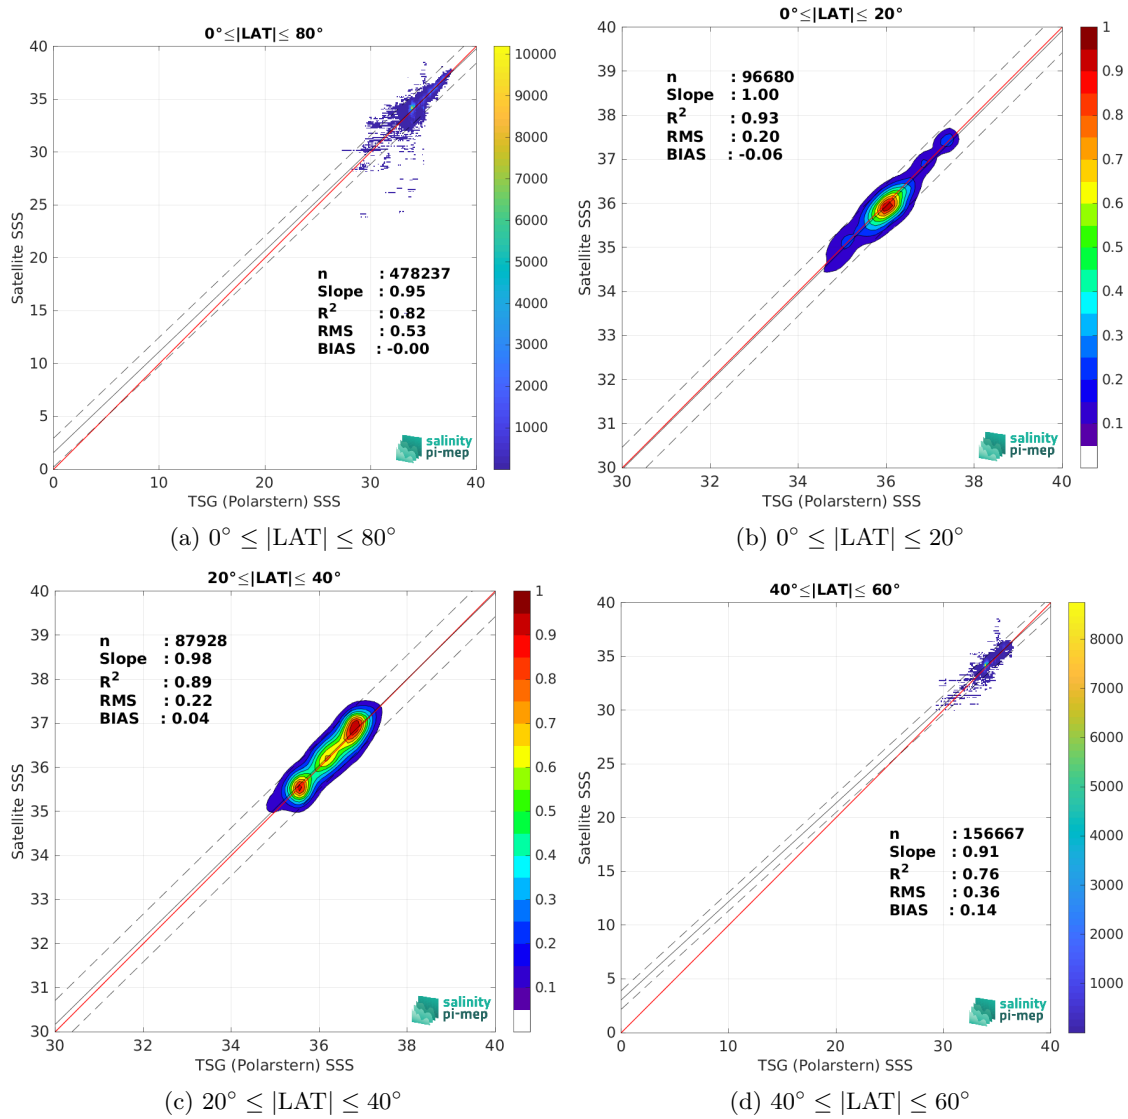 0°≤|LAT|≤ 80°
40
35
30
25
20
15
10
5
0
Satellite SSS
n : 478237
Slope : 0.95
R² : 0.82
RMS : 0.53
BIAS : -0.00
salinity
pi-mep
0 10 20 30 40
TSG (Polarstern) SSS
10000
9000
8000
7000
6000
5000
4000
3000
2000
1000
(a) 0° ≤ |LAT| ≤ 80°
0°≤|LAT|≤ 20°
40
39
38
37
36
35
34
33
32
31
30
Satellite SSS
n : 96680
Slope : 1.00
R² : 0.93
RMS : 0.20
BIAS : -0.06
salinity
pi-mep
30 32 34 36 38 40
TSG (Polarstern) SSS
1
0.9
0.8
0.7
0.6
0.5
0.4
0.3
0.2
0.1
(b) 0° ≤ |LAT| ≤ 20°
20°≤|LAT|≤ 40°
40
39
38
37
36
35
34
33
32
31
30
Satellite SSS
n : 87928
Slope : 0.98
R² : 0.89
RMS : 0.22
BIAS : 0.04
salinity
pi-mep
30 32 34 36 38 40
TSG (Polarstern) SSS
1
0.9
0.8
0.7
0.6
0.5
0.4
0.3
0.2
0.1
(c) 20° ≤ |LAT| ≤ 40°
40°≤|LAT|≤ 60°
40
35
30
25
20
15
10
5
0
Satellite SSS
n : 156667
Slope : 0.91
R² : 0.76
RMS : 0.36
BIAS : 0.14
salinity
pi-mep
0 10 20 30 40
TSG (Polarstern) SSS
8000
7000
6000
5000
4000
3000
2000
1000
(d) 40° ≤ |LAT| ≤ 60°